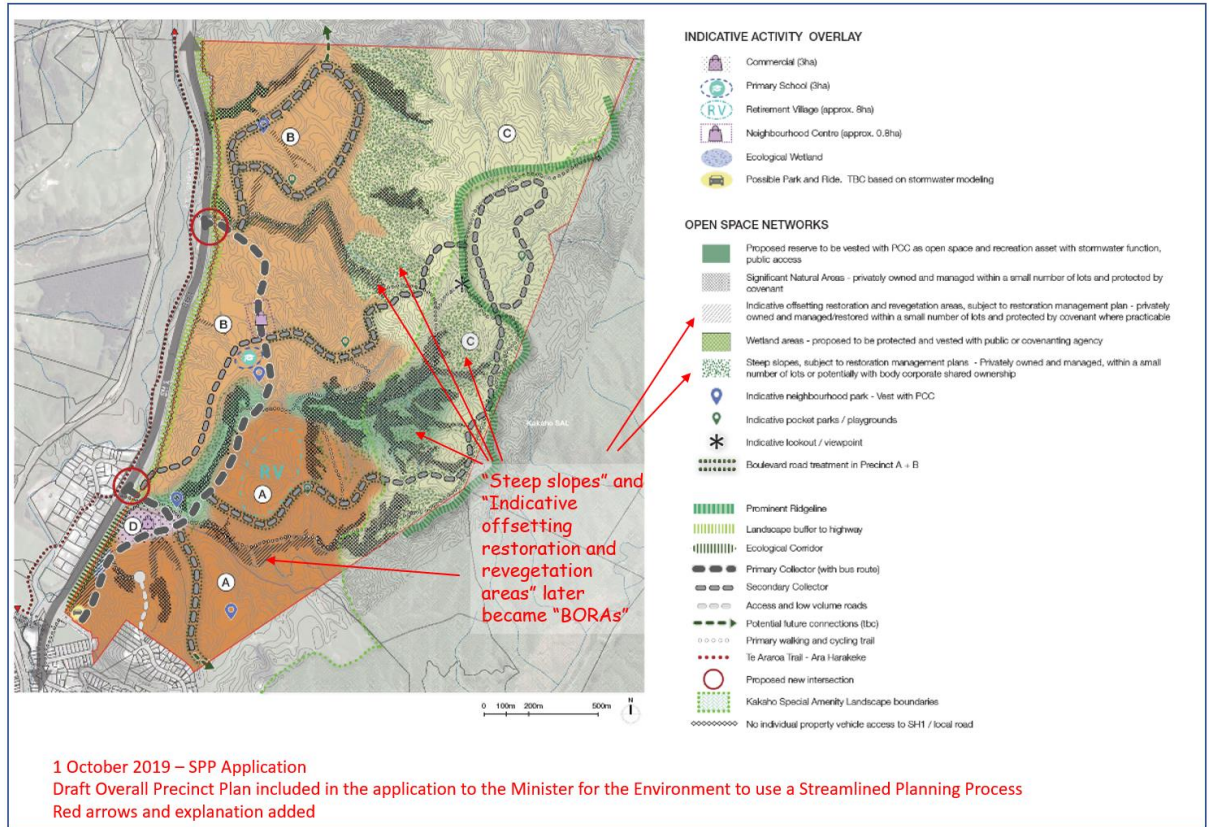 INDICATIVE ACTIVITY OVERLAY
Commercial (3ha)
Primary School (3ha)
RV
Retirement Village (approx. 8ha)
Neighbourhood Centre (approx. 0.8ha)
Ecological Wetland
Possible Park and Ride. TBC based on stormwater modeling
OPEN SPACE NETWORKS
Proposed reserve to be vested with PCC as open space and recreation asset with stormwater function,
public access
Significant Natural Areas - privately owned and managed within a small number of lots and protected by
covenant
Indicative offsetting restoration and revegetation areas, subject to restoration management plan - privately
owned and managed/restored within a small number of lots and protected by covenant where practicable
Wetland areas - proposed to be protected and vested with public or covenanting agency
Steep slopes, subject to restoration management plans - Privately owned and managed, within a small
number of lots or potentially with body corporate shared ownership
Indicative neighbourhood park - Vest with PCC
Indicative pocket parks / playgrounds
Indicative lookout / viewpoint
Boulevard road treatment in Precinct A + B
Prominent Ridgeline
Landscape buffer to highway
Ecological Corridor
Primary Collector (with bus route)
Secondary Collector
Access and low volume roads
Potential future connections (tbc)
Primary walking and cycling trail
Te Araroa Trail - Ara Harakeke
Proposed new intersection
Kakaho Special Amenity Landscape boundaries
No individual property vehicle access to SH1 / local road
B
C
B
C
Kakaho SAL
RV
A
D
A
"Steep slopes" and
"Indicative
offsetting
restoration and
revegetation
areas" later
became "BORAs"
0 100m 200m 500m
N
1 October 2019 – SPP Application
Draft Overall Precinct Plan included in the application to the Minister for the Environment to use a Streamlined Planning Process
Red arrows and explanation added